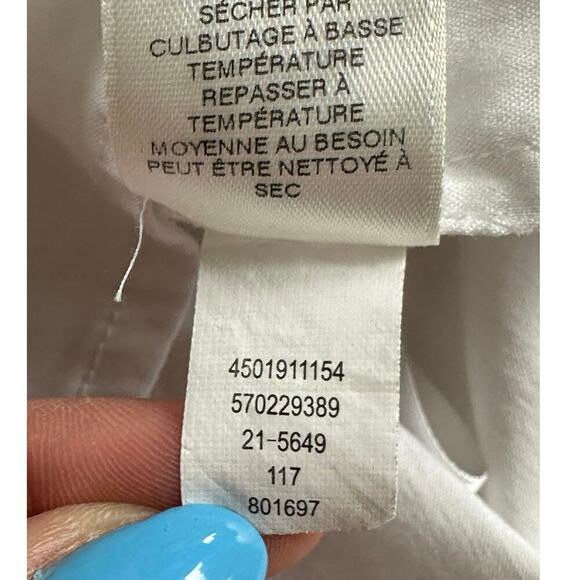 SÉCHER PAR
CULBUTAGE À BASSE
TEMPÉRATURE
REPASSER À
TEMPÉRATURE
MOYENNE AU BESOIN
PEUT ÊTRE NETTOYÉ À
SEC
4501911154
570229389
21-5649
117
801697